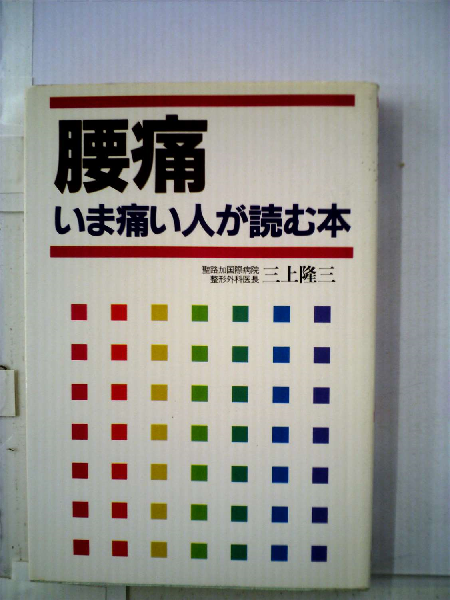 腰痛
いま痛い人が読む本
聖路加国際病院
整形外科医長
三上隆三